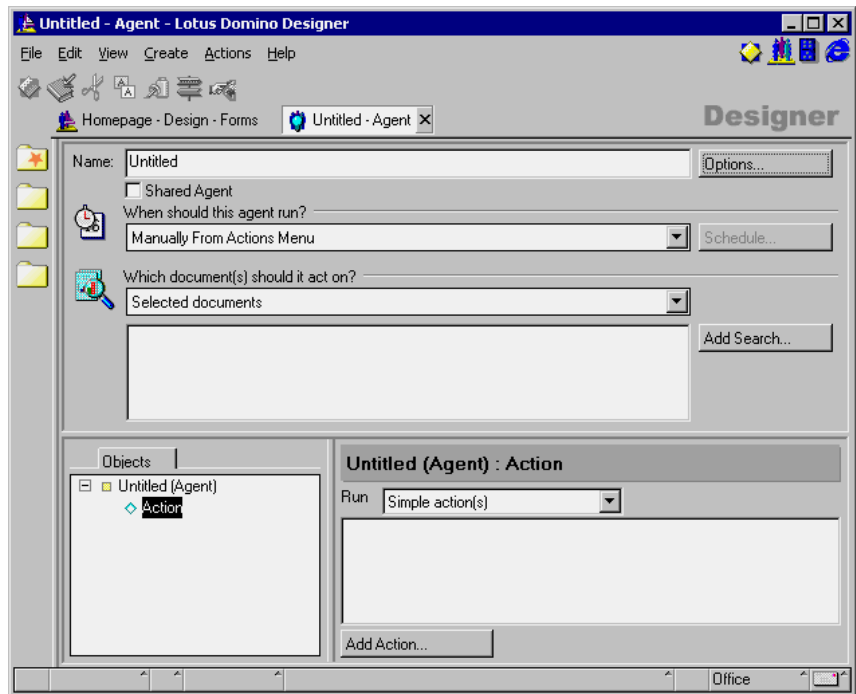 Untitled - Agent - Lotus Domino Designer
File Edit View Create Actions Help
Homepage - Design - Forms Untitled - Agent Designer
Name: Untitled Options...
Shared Agent
When should this agent run?
Manually From Actions Menu Schedule...
Which document(s) should it act on?
Selected documents
Add Search...
Objects
Untitled (Agent)
Action
Untitled (Agent) : Action
Run Simple action(s)
Add Action...
Office